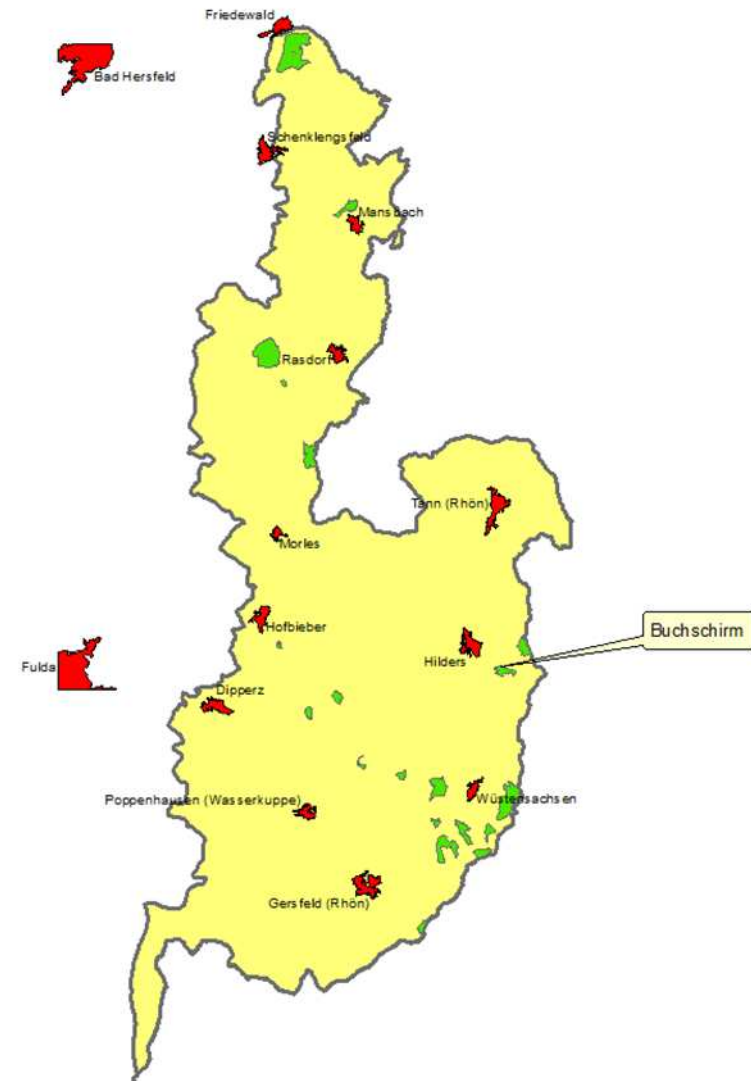 Friedewald
Bad Hersfeld
Schenklengsfeld
Mansbach
Rasdorf
Tann (Rhön)
Morles
Hofbieber
Buchschirm
Hilders
Fulda
Dipperz
Poppenhausen (Wasserkuppe)
Wüstensachsen
Gersfeld (Rhön)